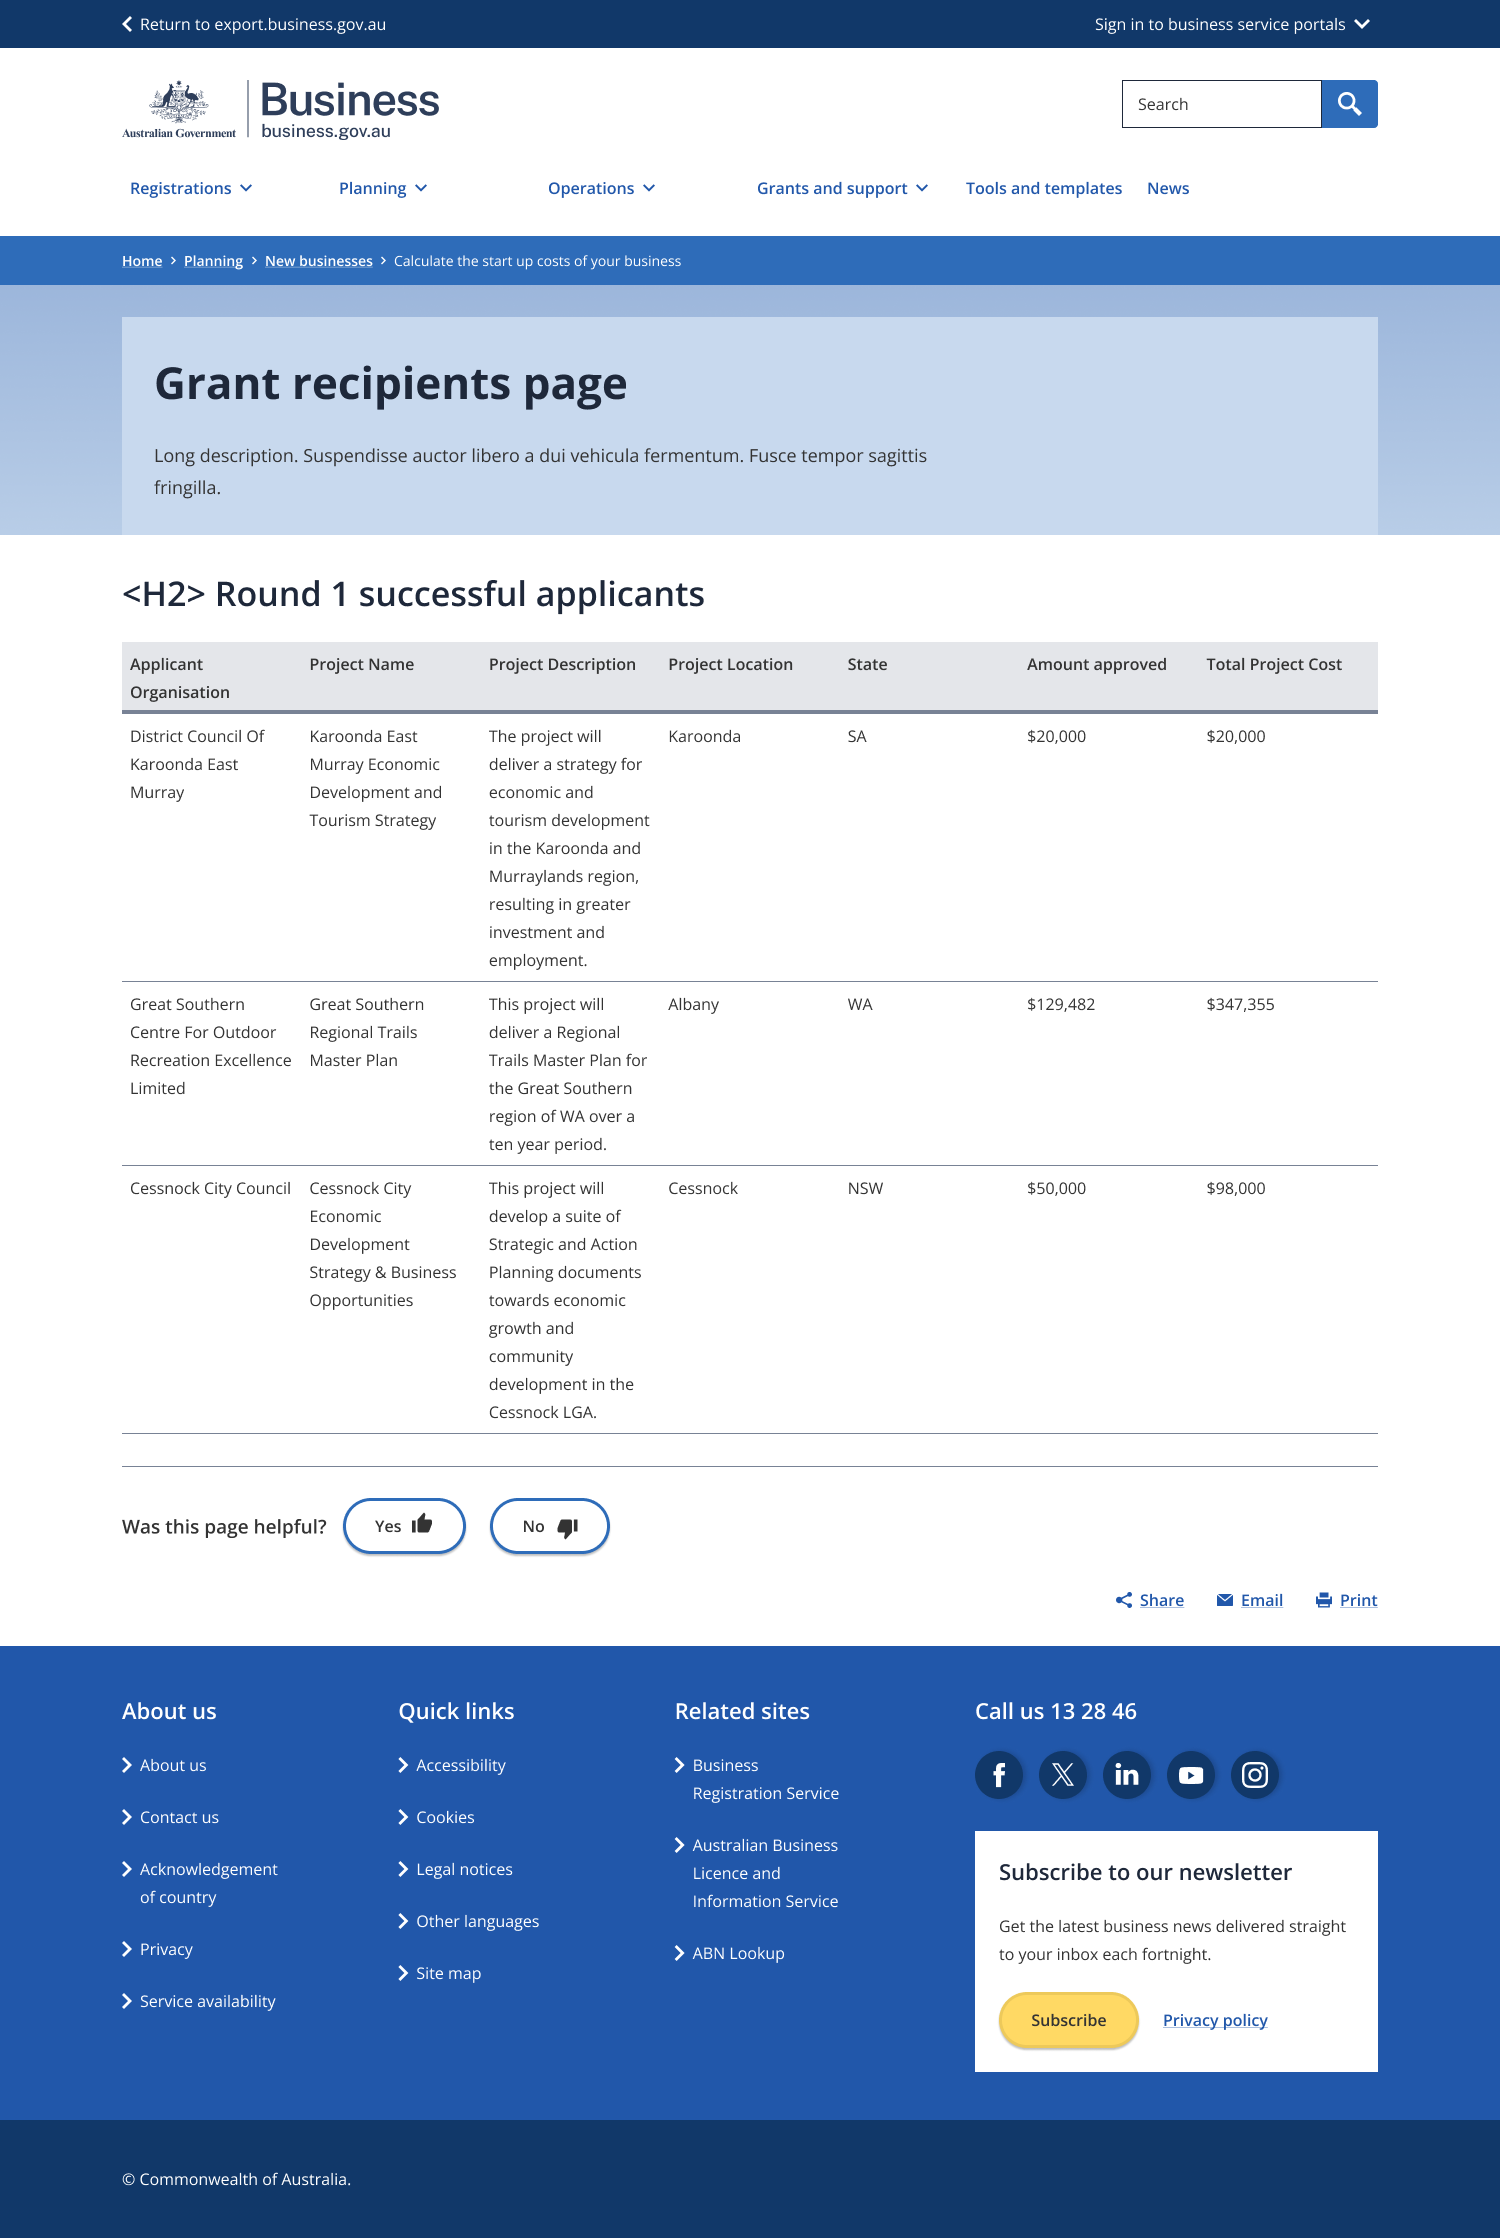 Return to export.business.gov.au
Sign in to business service portals
Australian Government
Business
business.gov.au
Search
Registrations
Planning
Operations
Grants and support
Tools and templates
News
Home > Planning > New businesses > Calculate the start up costs of your business
Grant recipients page
Long description. Suspendisse auctor libero a dui vehicula fermentum. Fusce tempor sagittis
fringilla.
<H2> Round 1 successful applicants
Applicant
Organisation
Project Name
Project Description
Project Location
State
Amount approved
Total Project Cost
District Council Of
Karoonda East
Murray
Karoonda East
Murray Economic
Development and
Tourism Strategy
The project will
deliver a strategy for
economic and
tourism development
in the Karoonda and
Murraylands region,
resulting in greater
investment and
employment.
Karoonda
SA
$20,000
$20,000
Great Southern
Centre For Outdoor
Recreation Excellence
Limited
Great Southern
Regional Trails
Master Plan
This project will
deliver a Regional
Trails Master Plan for
the Great Southern
region of WA over a
ten year period.
Albany
WA
$129,482
$347,355
Cessnock City Council
Cessnock City
Economic
Development
Strategy & Business
Opportunities
This project will
develop a suite of
Strategic and Action
Planning documents
towards economic
growth and
community
development in the
Cessnock LGA.
Cessnock
NSW
$50,000
$98,000
Was this page helpful?
Yes
No
Share
Email
Print
About us
About us
Contact us
Acknowledgement
of country
Privacy
Service availability
Quick links
Accessibility
Cookies
Legal notices
Other languages
Site map
Related sites
Business
Registration Service
Australian Business
Licence and
Information Service
ABN Lookup
Call us 13 28 46
Subscribe to our newsletter
Get the latest business news delivered straight
to your inbox each fortnight.
Subscribe
Privacy policy
© Commonwealth of Australia.